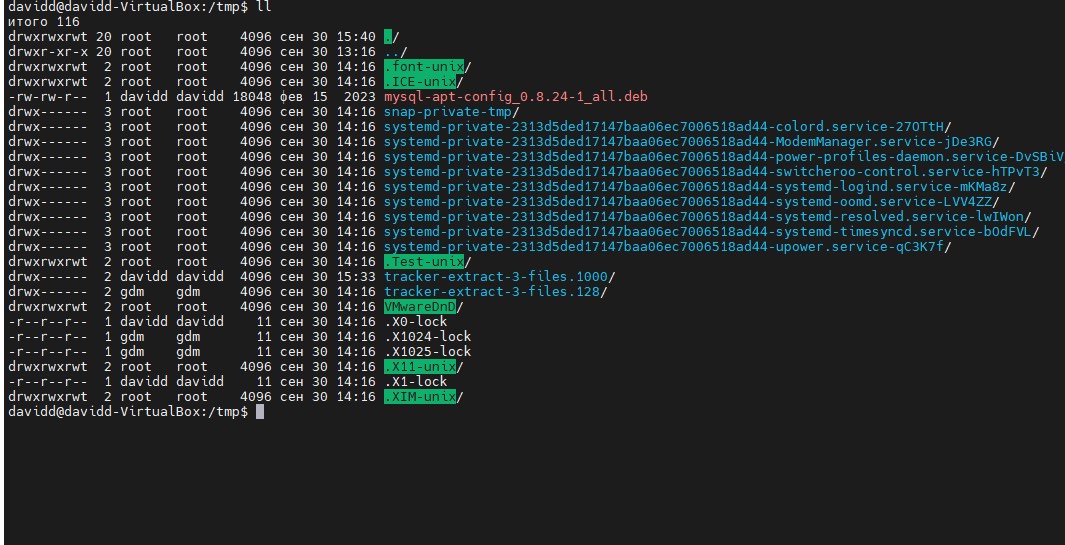 davidd@davidd-VirtualBox:/tmp$ ll
итого 116
drwxrwxrwt 20 root   root    4096 сен 30 15:40 ./
drwxr-xr-x 20 root   root    4096 сен 30 13:16 ../
drwxrwxrwt  2 root   root    4096 сен 30 14:16 .font-unix/
drwxrwxrwt  2 root   root    4096 сен 30 14:16 .ICE-unix/
-rw-rw-r--  1 davidd davidd 18048 фев 15  2023 mysql-apt-config_0.8.24-1_all.deb
drwx------  3 root   root    4096 сен 30 14:16 snap-private-tmp/
drwx------  3 root   root    4096 сен 30 14:16 systemd-private-2313d5ded17147baa06ec7006518ad44-colord.service-27OTtH/
drwx------  3 root   root    4096 сен 30 14:16 systemd-private-2313d5ded17147baa06ec7006518ad44-ModemManager.service-jDe3RG/
drwx------  3 root   root    4096 сен 30 14:16 systemd-private-2313d5ded17147baa06ec7006518ad44-power-profiles-daemon.service-DvSBiV
drwx------  3 root   root    4096 сен 30 14:16 systemd-private-2313d5ded17147baa06ec7006518ad44-switcheroo-control.service-hTPvT3/
drwx------  3 root   root    4096 сен 30 14:16 systemd-private-2313d5ded17147baa06ec7006518ad44-systemd-logind.service-mKMa8z/
drwx------  3 root   root    4096 сен 30 14:16 systemd-private-2313d5ded17147baa06ec7006518ad44-systemd-oomd.service-LVV4ZZ/
drwx------  3 root   root    4096 сен 30 14:16 systemd-private-2313d5ded17147baa06ec7006518ad44-systemd-resolved.service-lwIWon/
drwx------  3 root   root    4096 сен 30 14:16 systemd-private-2313d5ded17147baa06ec7006518ad44-systemd-timesyncd.service-bOdFVL/
drwx------  3 root   root    4096 сен 30 14:16 systemd-private-2313d5ded17147baa06ec7006518ad44-upower.service-qC3K7f/
drwxrwxrwt  2 root   root    4096 сен 30 14:16 .Test-unix/
drwx------  2 davidd davidd  4096 сен 30 15:33 tracker-extract-3-files.1000/
drwx------  2 gdm    gdm     4096 сен 30 14:16 tracker-extract-3-files.128/
drwxrwxrwt  2 root   root    4096 сен 30 14:16 VMwareDnD/
-r--r--r--  1 davidd davidd    11 сен 30 14:16 .X0-lock
-r--r--r--  1 gdm    gdm       11 сен 30 14:16 .X1024-lock
-r--r--r--  1 gdm    gdm       11 сен 30 14:16 .X1025-lock
drwxrwxrwt  2 root   root    4096 сен 30 14:16 .X11-unix/
-r--r--r--  1 davidd davidd    11 сен 30 14:16 .X1-lock
drwxrwxrwt  2 root   root    4096 сен 30 14:16 .XIM-unix/
davidd@davidd-VirtualBox:/tmp$